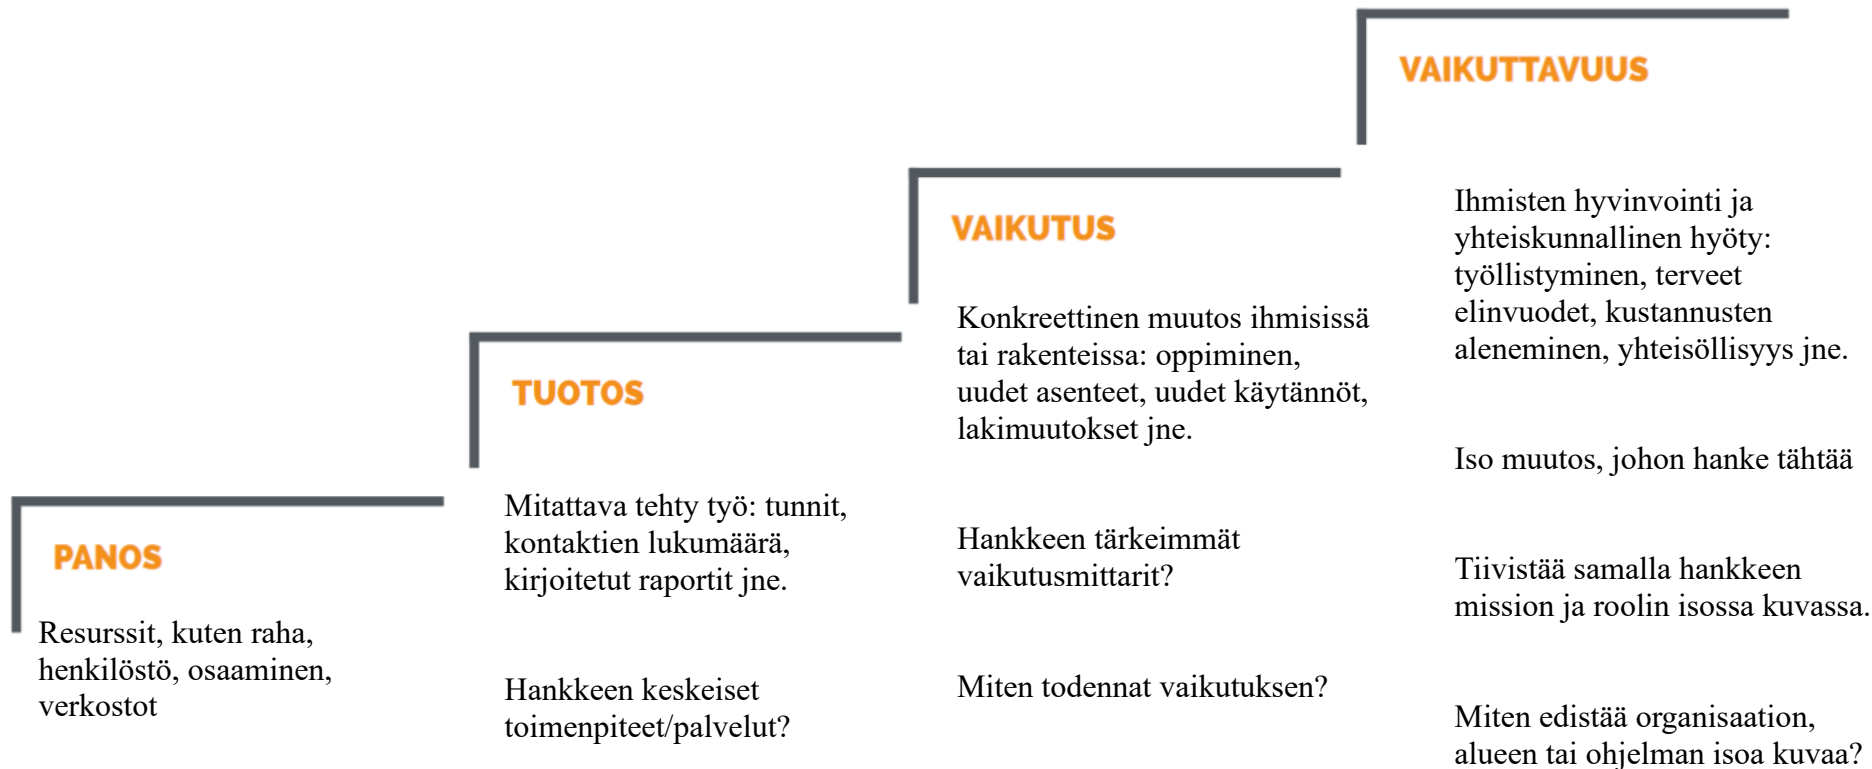 PANOS
Resurssit, kuten raha,
henkilöstö, osaaminen,
verkostot
TUOTOS
Mitattava tehty työ: tunnit,
kontaktien lukumäärä,
kirjoitetut raportit jne.
Hankkeen keskeiset
toimenpiteet/palvelut?
VAIKUTUS
Konkreettinen muutos ihmisissä
tai rakenteissa: oppiminen,
uudet asenteet, uudet käytännöt,
lakimuutokset jne.
Hankkeen tärkeimmät
vaikutusmittarit?
Miten todennat vaikutuksen?
VAIKUTTAVUUS
Ihmisten hyvinvointi ja
yhteiskunnallinen hyöty:
työllistyminen, terveet
elinvuodet, kustannusten
aleneminen, yhteisöllisyys jne.
Iso muutos, johon hanke tähtää
Tiivistää samalla hankkeen
mission ja roolin isossa kuvassa.
Miten edistää organisaation,
alueen tai ohjelman isoa kuvaa?